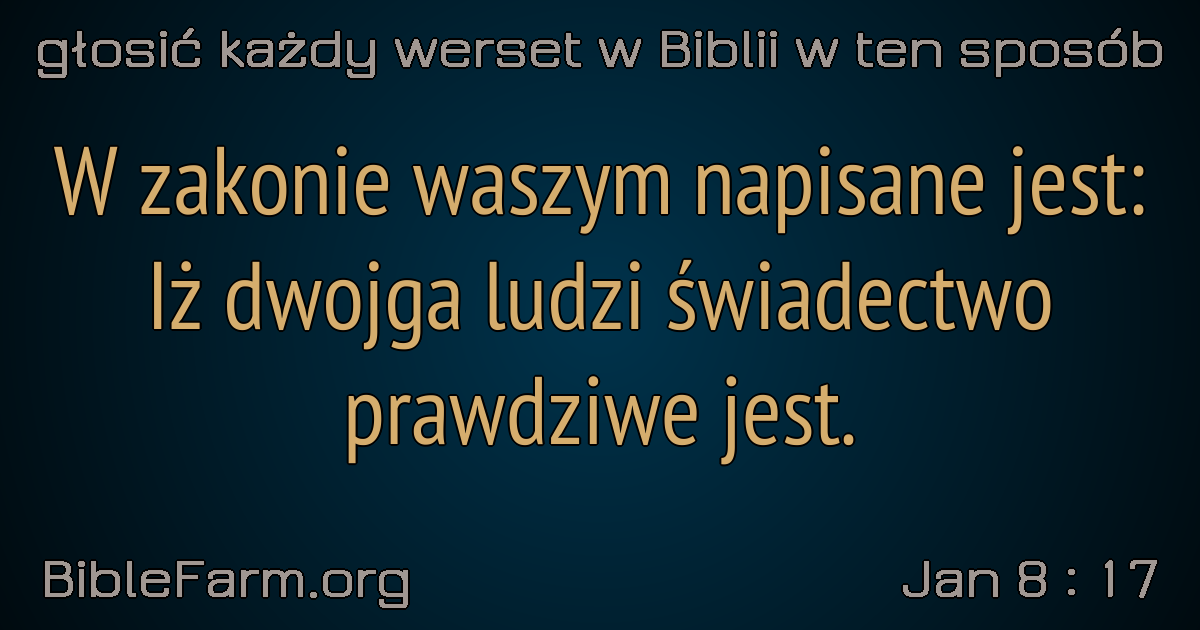 głosić każdy werset w Biblii w ten sposób
W zakonie waszym napisane jest:
Iż dwojga ludzi świadectwo
prawdziwe jest.
BibleFarm.org
Jan 8 : 17